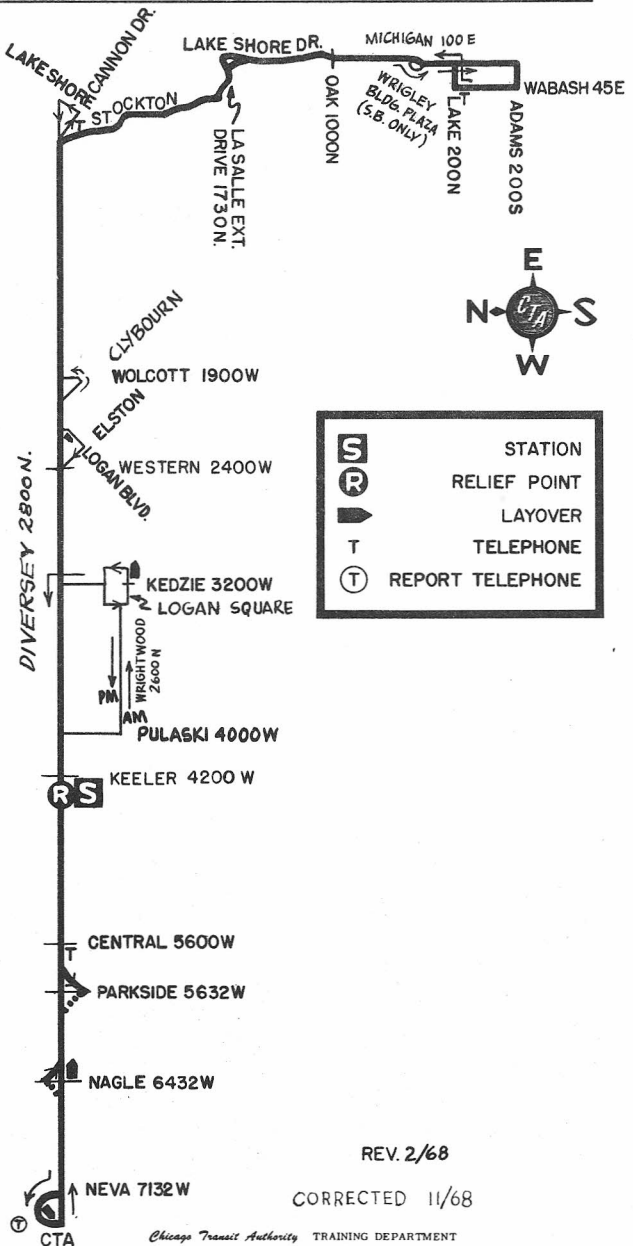 LAKE SHORE
CANNON DR.
T
STOCKTON
LAKE SHORE DR.
LA SALLE EXT.
DRIVE 1730 N.
OAK 1000N
MICHIGAN 100 E
WRIGLEY
BLDG. PLAZA
(S.B. ONLY)
T
LAKE 200N
WABASH 45E
ADAMS 200S
E
N
CTA
S
W
CLYBOURN
WOLCOTT 1900W
ELSTON
LOGAN BLVD.
WESTERN 2400W
DIVERSEY 2800N.
KEDZIE 3200W
LOGAN SQUARE
WRIGHTWOOD
2600 N
PM
AM
PULASKI 4000W
KEELER 4200 W
R S
CENTRAL 5600W
T
PARKSIDE 5632W
NAGLE 6432W
NEVA 7132W
T
CTA
S STATION
R RELIEF POINT
LAYOVER
T TELEPHONE
T REPORT TELEPHONE
REV. 2/68
CORRECTED 11/68
Chicago Transit Authority TRAINING DEPARTMENT